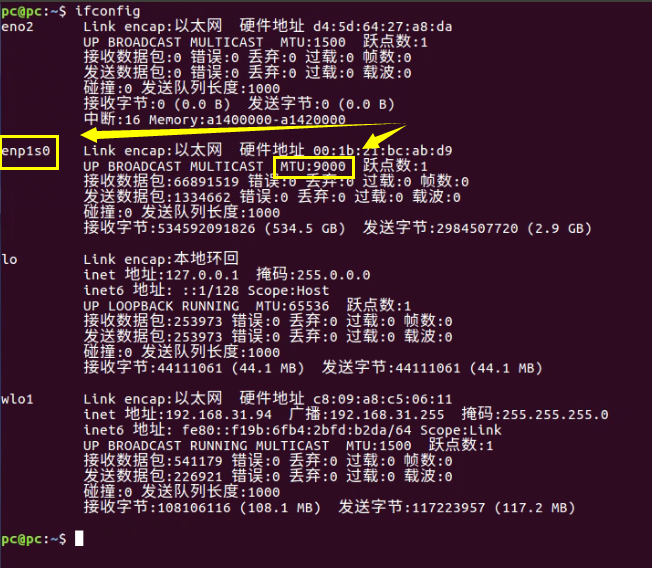 pc@pc:~$ ifconfig
eno2 Link encap:以太网 硬件地址 d4:5d:64:27:a8:da
UP BROADCAST MULTICAST MTU:1500 跃点数:1
接收数据包:0 错误:0 丢弃:0 过载:0 帧数:0
发送数据包:0 错误:0 丢弃:0 过载:0 载波:0
碰撞:0 发送队列长度:1000
接收字节:0 (0.0 B) 发送字节:0 (0.0 B)
中断:16 Memory:a1400000-a1420000
enp1s0 Link encap:以太网 硬件地址 00:1b:21:bc:ab:d9
UP BROADCAST MULTICAST MTU:9000 跃点数:1
接收数据包:66891519 错误:0 丢弃:0 过载:0 帧数:0
发送数据包:1334662 错误:0 丢弃:0 过载:0 载波:0
碰撞:0 发送队列长度:1000
接收字节:534592091826 (534.5 GB) 发送字节:2984507720 (2.9 GB)
lo Link encap:本地环回
inet 地址:127.0.0.1 掩码:255.0.0.0
inet6 地址: ::1/128 Scope:Host
UP LOOPBACK RUNNING MTU:65536 跃点数:1
接收数据包:253973 错误:0 丢弃:0 过载:0 帧数:0
发送数据包:253973 错误:0 丢弃:0 过载:0 载波:0
碰撞:0 发送队列长度:1000
接收字节:44111061 (44.1 MB) 发送字节:44111061 (44.1 MB)
wlo1 Link encap:以太网 硬件地址 c8:09:a8:c5:06:11
inet 地址:192.168.31.94 广播:192.168.31.255 掩码:255.255.255.0
inet6 地址: fe80::f19b:6fb4:2bfd:b2da/64 Scope:Link
UP BROADCAST RUNNING MULTICAST MTU:1500 跃点数:1
接收数据包:541179 错误:0 丢弃:0 过载:0 帧数:0
发送数据包:226921 错误:0 丢弃:0 过载:0 载波:0
碰撞:0 发送队列长度:1000
接收字节:108106116 (108.1 MB) 发送字节:117223957 (117.2 MB)
pc@pc:~$